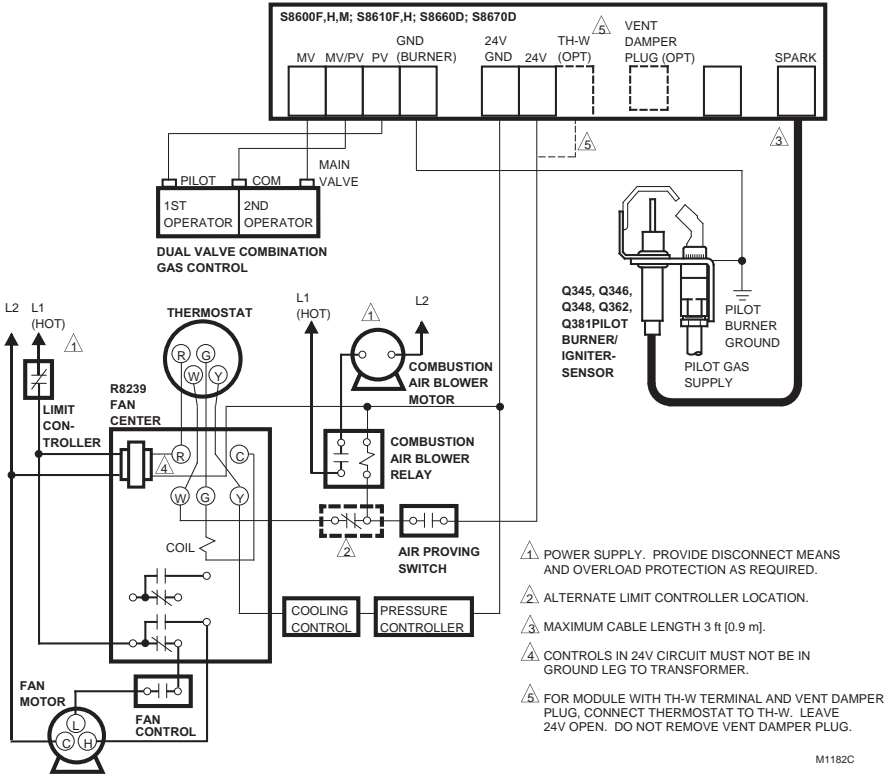 S8600F,H,M; S8610F,H; S8660D; S8670D
MV
MV/PV
PV
GND
(BURNER)
24V
GND
24V
TH-W
(OPT)
5
VENT
DAMPER
PLUG (OPT)
SPARK
5
3
PILOT
COM
MAIN
VALVE
1ST
OPERATOR
2ND
OPERATOR
DUAL VALVE COMBINATION
GAS CONTROL
Q345, Q346,
Q348, Q362,
Q381PILOT
BURNER/
IGNITER-
SENSOR
PILOT
BURNER
GROUND
PILOT GAS
SUPPLY
L2
L1
(HOT)
1
LIMIT
CON-
TROLLER
THERMOSTAT
R
G
W
Y
L1
(HOT)
1
L2
COMBUSTION
AIR BLOWER
MOTOR
R8239
FAN
CENTER
R
4
C
W
G
Y
COIL
COMBUSTION
AIR BLOWER
RELAY
2
AIR PROVING
SWITCH
COOLING
CONTROL
PRESSURE
CONTROLLER
FAN
MOTOR
L
C
H
FAN
CONTROL
1 POWER SUPPLY. PROVIDE DISCONNECT MEANS
AND OVERLOAD PROTECTION AS REQUIRED.
2 ALTERNATE LIMIT CONTROLLER LOCATION.
3 MAXIMUM CABLE LENGTH 3 ft [0.9 m].
4 CONTROLS IN 24V CIRCUIT MUST NOT BE IN
GROUND LEG TO TRANSFORMER.
5 FOR MODULE WITH TH-W TERMINAL AND VENT DAMPER
PLUG, CONNECT THERMOSTAT TO TH-W. LEAVE
24V OPEN. DO NOT REMOVE VENT DAMPER PLUG.
M1182C